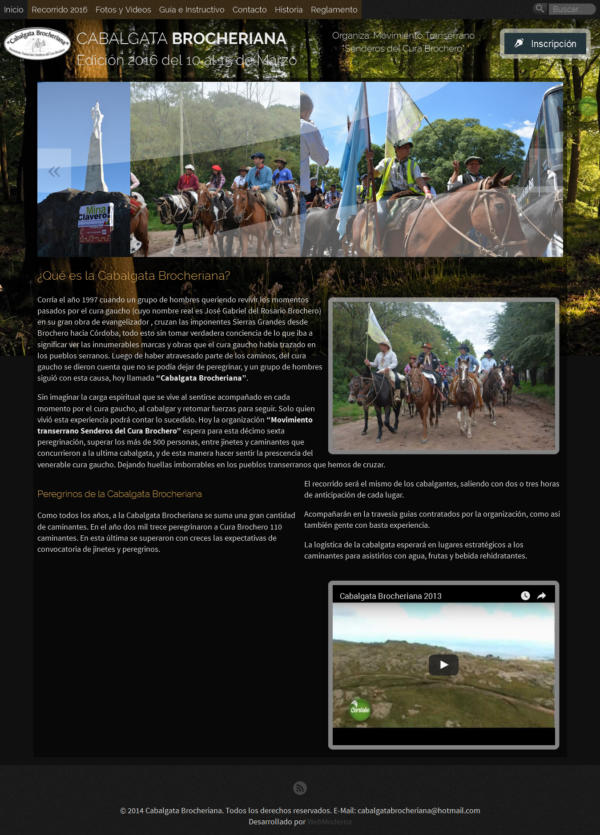 Inicio Recorrido 2016 Fotos y Videos Guia e Instructivo Contacto Historia Reglamento
Buscar...
"Cabalgata Brocheriana"
CABALGATA BROCHERIANA
Edición 2016 del 10 al 15 de Marzo
Organiza: Movimiento Transerrano
"Senderos del Cura Brochero"
Inscripción
Mina
Clavero
¿Qué es la Cabalgata Brocheriana?
Corría el año 1997 cuando un grupo de hombres queriendo revivir los momentos
pasados por el cura gaucho (cuyo nombre real es José Gabriel del Rosario Brochero)
en su gran obra de evangelizador , cruzan las imponentes Sierras Grandes desde
Brochero hacia Córdoba, todo esto sin tomar verdadera conciencia de lo que iba a
significar ver las innumerables marcas y obras que el cura gaucho había trazado en
los pueblos serranos. Luego de haber atravesado parte de los caminos, del cura
gaucho se dieron cuenta que no se podía dejar de peregrinar, y un grupo de hombres
siguió con esta causa, hoy llamada “Cabalgata Brocheriana”.
Sin imaginar la carga espiritual que se vive al sentirse acompañado en cada
momento por el cura gaucho, al cabalgar y retomar fuerzas para seguir. Solo quien
vivió esta experiencia podrá contar lo sucedido. Hoy la organización “Movimiento
transerrano Senderos del Cura Brochero” espera para esta décimo sexta
peregrinación, superar los más de 500 personas, entre jinetes y caminantes que
concurrieron a la ultima cabalgata, y de esta manera hacer sentir la prescencia del
venerable cura gaucho. Dejando huellas imborrables en los pueblos transerranos que hemos de cruzar.
Peregrinos de la Cabalgata Brocheriana
Como todos los años, a la Cabalgata Brocheriana se suma una gran cantidad
de caminantes. En el año dos mil trece peregrinaron a Cura Brochero 110
caminantes. En esta última se superaron con creces las expectativas de
convocatoria de jinetes y peregrinos.
El recorrido será el mismo de los cabalgantes, saliendo con dos o tres horas
de anticipación de cada lugar.
Acompañarán en la travesía guias contratados por la organización, como así
también gente con basta experiencia.
La logística de la cabalgata esperará en lugares estratégicos a los
caminantes para asistirlos con agua, frutas y bebida rehidratantes.
Cabalgata Brocheriana 2013
Córdoba
© 2014 Cabalgata Brocheriana. Todos los derechos reservados. E-Mail: cabalgatabrocheriana@hotmail.com
Desarrollado por WebModerna